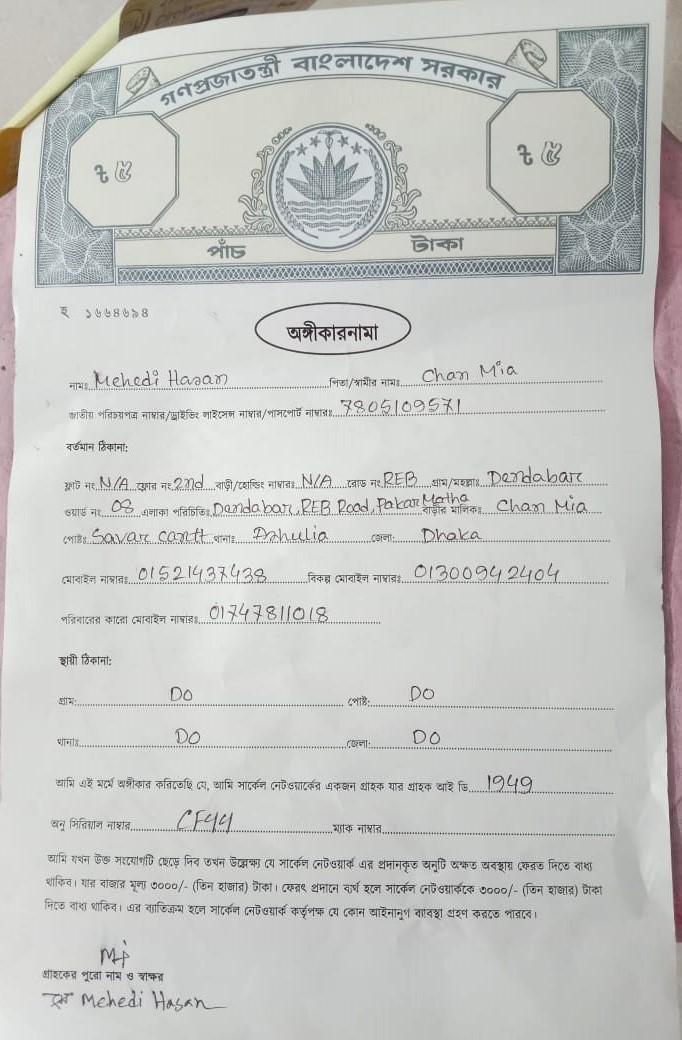 গণপ্রজাতন্ত্রী বাংলাদেশ সরকার
৳ ৫ ৳ ৫
পাঁচ টাকা
হ ১৬৬৪৬৯৪
অঙ্গীকারনামা
নামঃ Mehedi Hasan পিতা/স্বামীর নামঃ Chan Mia
জাতীয় পরিচয়পত্র নাম্বার/ড্রাইভিং লাইসেন্স নাম্বার/পাসপোর্ট নাম্বারঃ 7805109571
বর্তমান ঠিকানা:
ফ্লাট নং N/A ফ্লোর নং 2nd বাড়ী/হোল্ডিং নাম্বারঃ N/A রোড নং REB গ্রাম/মহল্লাঃ Dendabar
ওয়ার্ড নং 08 এলাকা পরিচিতিঃ Dendabar, REB Road, Pakar Matha বাড়ীর মালিকঃ Chan Mia
পোষ্টঃ Savar cantt থানাঃ Ashulia জেলা: Dhaka
মোবাইল নাম্বারঃ 01521437438 বিকল্প মোবাইল নাম্বারঃ 01300942404
পরিবারের কারো মোবাইল নাম্বারঃ 01747811018
স্থায়ী ঠিকানা:
গ্রাম: DO পোষ্ট: DO
থানাঃ DO জেলা: DO
আমি এই মর্মে অঙ্গীকার করিতেছি যে, আমি সার্কেল নেটওয়ার্কের একজন গ্রাহক যার গ্রাহক আই ডি 1949
অনু সিরিয়াল নাম্বার CF44 ম্যাক নাম্বার
আমি যখন উক্ত সংযোগটি ছেড়ে দিব তখন উল্লেক্ষ্য যে সার্কেল নেটওয়ার্ক এর প্রদানকৃত অনুটি অক্ষত অবস্থায় ফেরত দিতে বাধ্য
থাকিব। যার বাজার মূল্য ৩০০০/- (তিন হাজার) টাকা। ফেরৎ প্রদানে ব্যর্থ হলে সার্কেল নেটওয়ার্ককে ৩০০০/- (তিন হাজার) টাকা
দিতে বাধ্য থাকিব। এর ব্যতিক্রম হলে সার্কেল নেটওয়ার্ক কর্তৃপক্ষ যে কোন আইনানুগ ব্যবস্থা গ্রহণ করতে পারবে।
গ্রাহকের পুরো নাম ও স্বাক্ষর
Mehedi Hasan